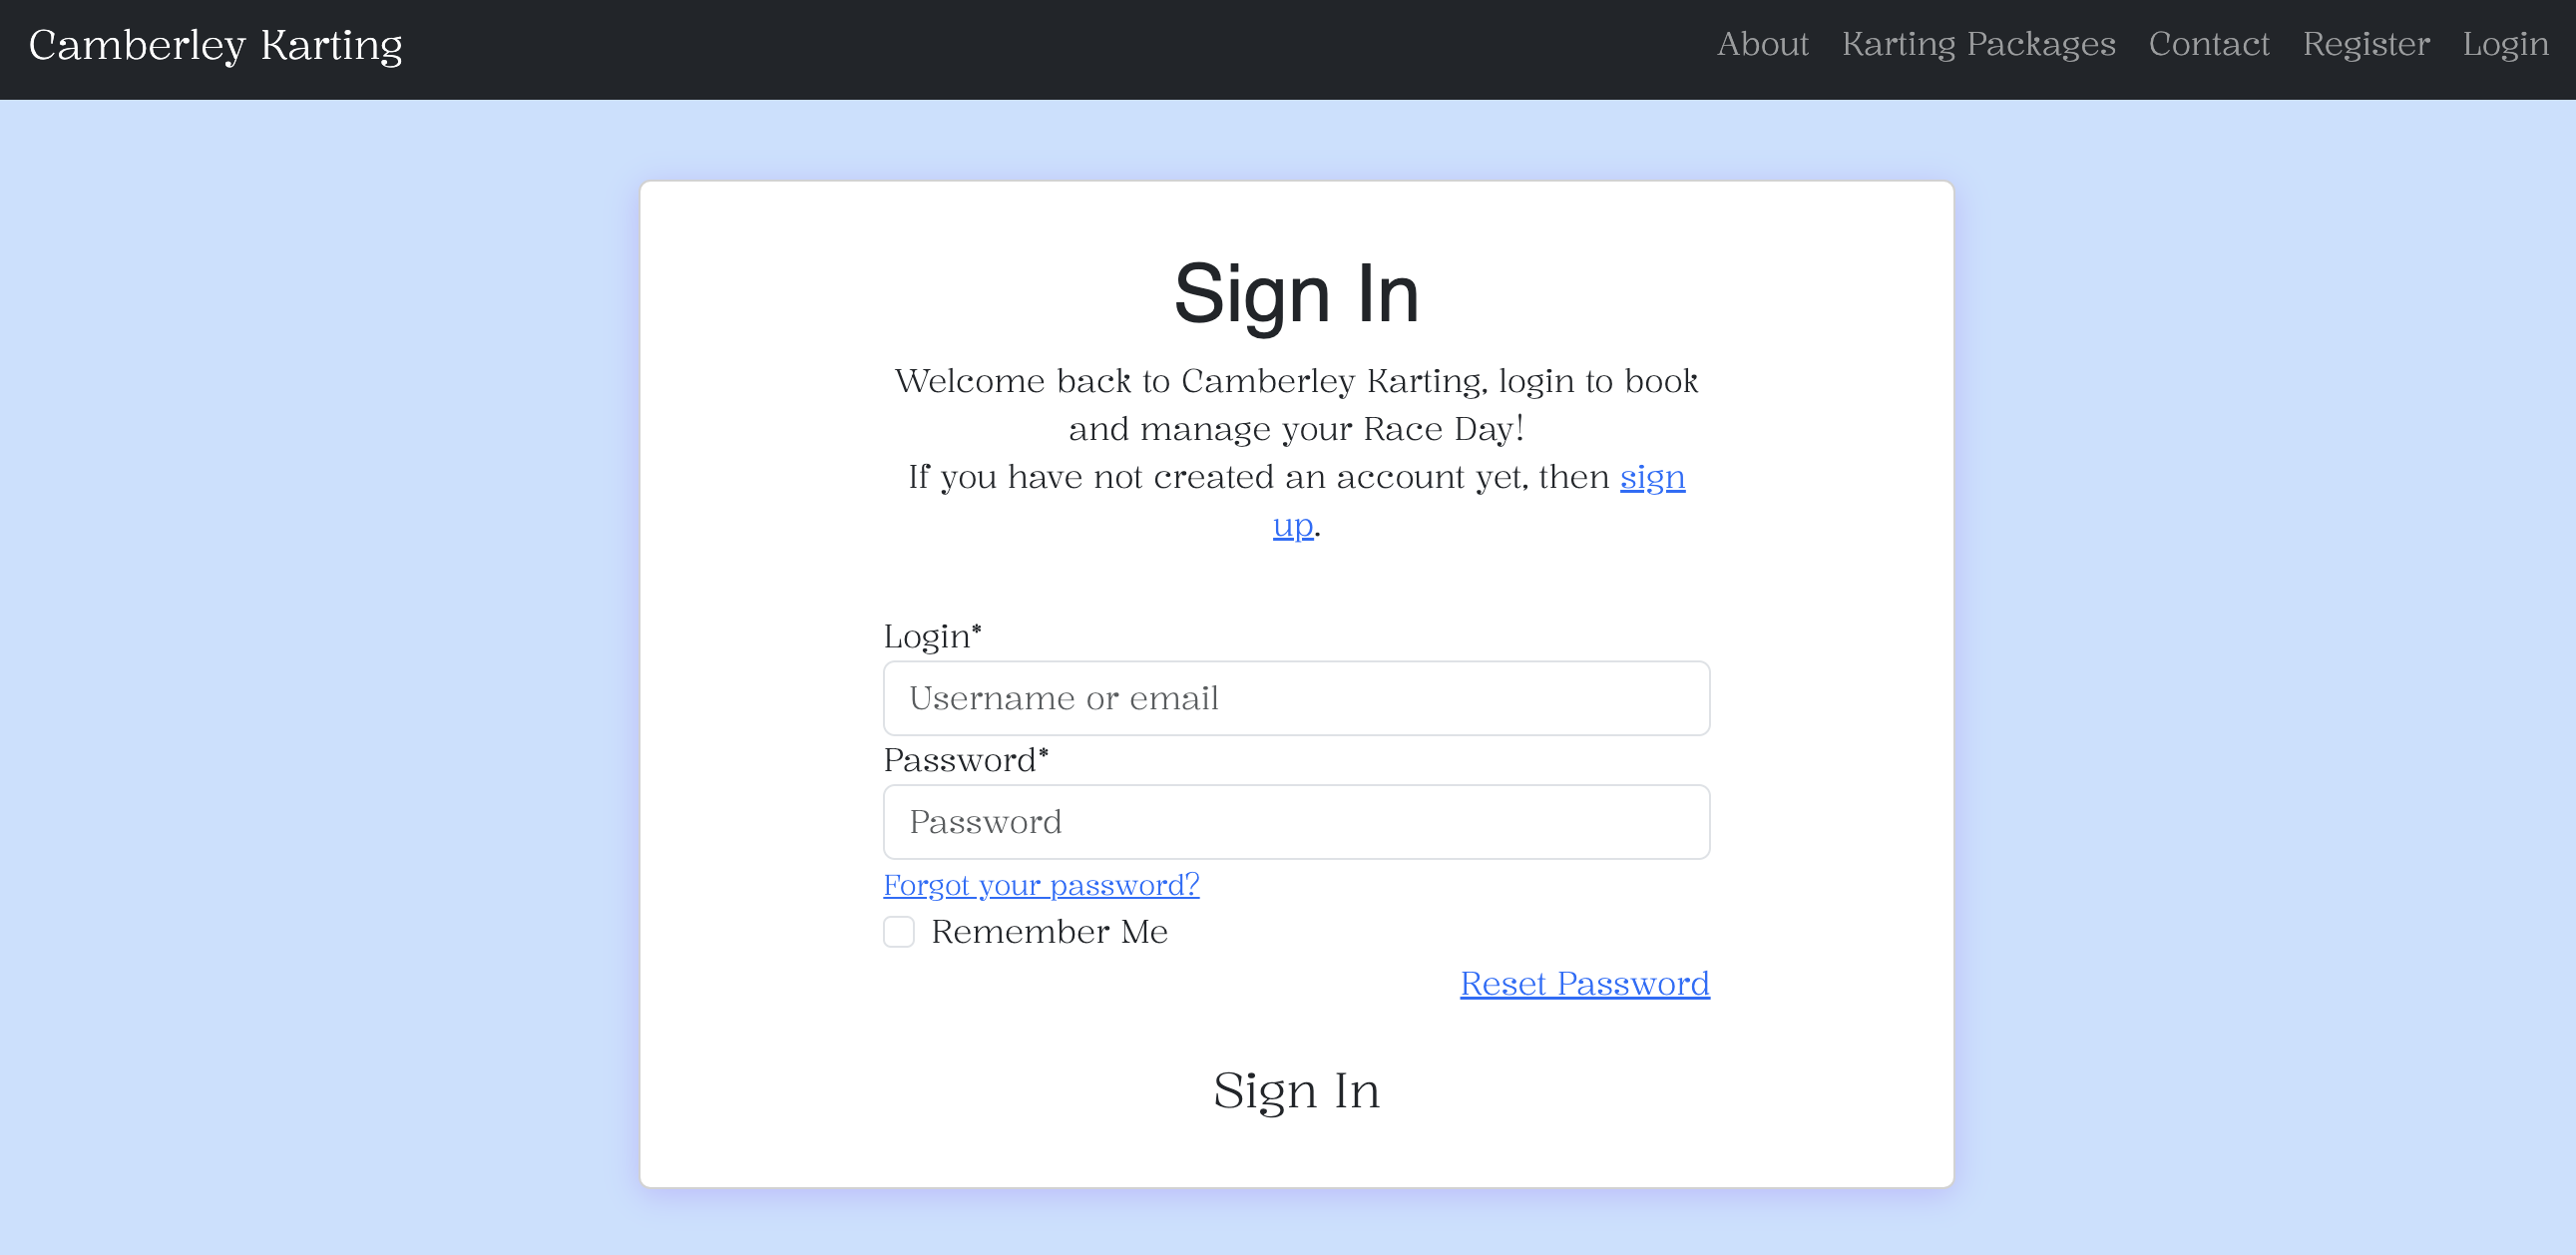 Camberley Karting
About Karting Packages Contact Register Login
Sign In
Welcome back to Camberley Karting, login to book
and manage your Race Day!
If you have not created an account yet, then sign
up.
Login*
Username or email
Password*
Password
Forgot your password?
Remember Me
Reset Password
Sign In